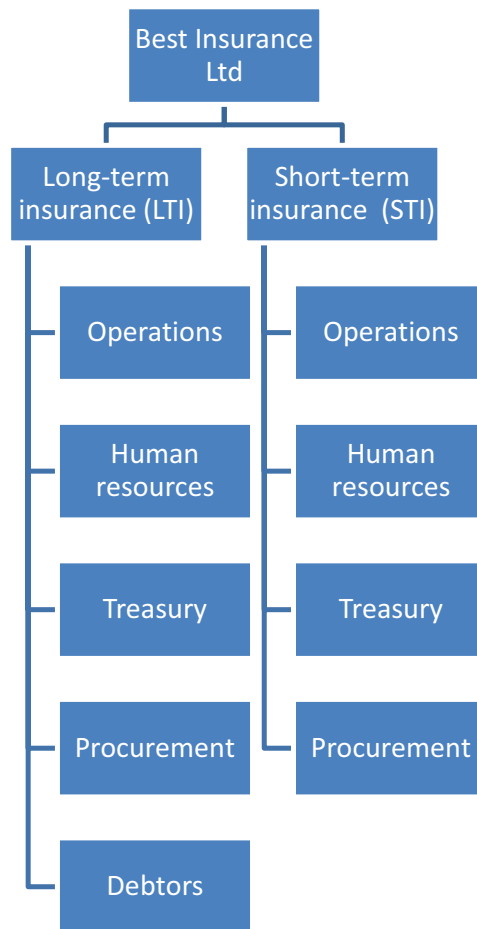 Best Insurance
Ltd
Long-term
insurance (LTI)
Short-term
insurance (STI)
Operations
Operations
Human
resources
Human
resources
Treasury
Treasury
Procurement
Procurement
Debtors